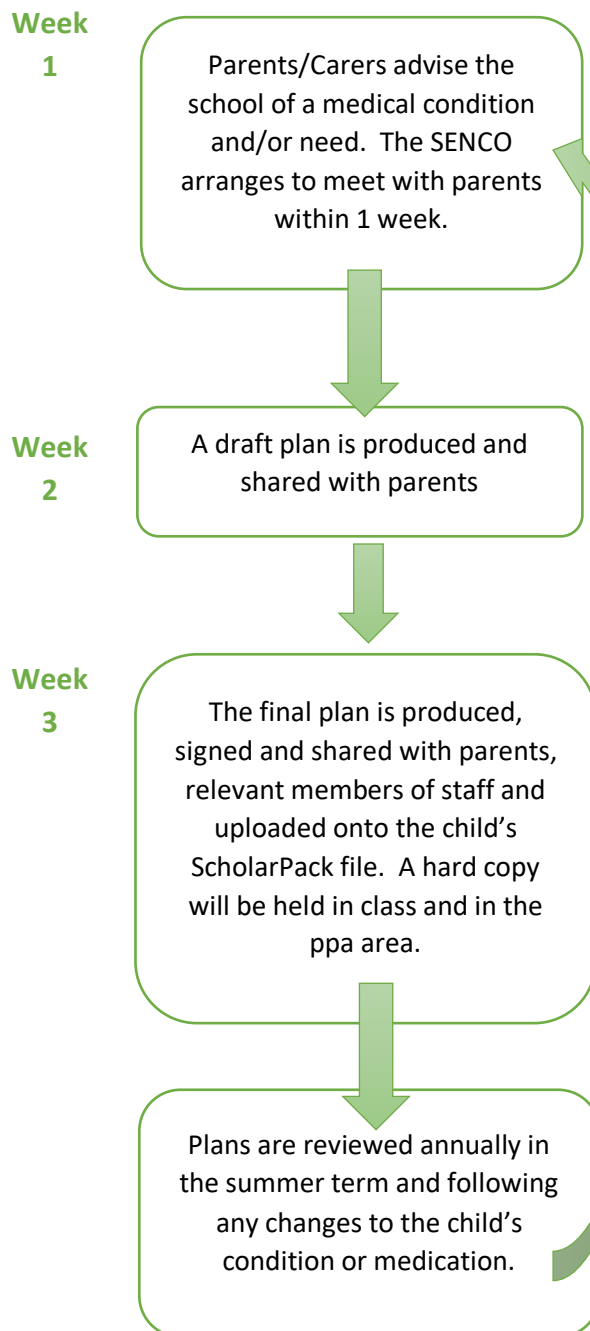 Week
1
Parents/Carers advise the
school of a medical condition
and/or need.  The SENCO
arranges to meet with parents
within 1 week.
Week
2
A draft plan is produced and
shared with parents
Week
3
The final plan is produced,
signed and shared with parents,
relevant members of staff and
uploaded onto the child’s
ScholarPack file.  A hard copy
will be held in class and in the
ppa area.
Plans are reviewed annually in
the summer term and following
any changes to the child’s
condition or medication.